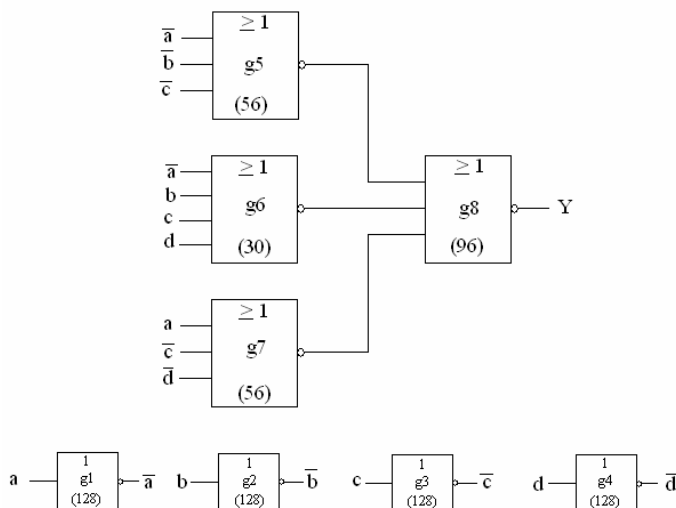 a̅
b̅
c̅
≥ 1
g5
(56)
a̅
b
c
d
≥ 1
g6
(30)
a
c̅
d̅
≥ 1
g7
(56)
≥ 1
g8
(96)
Y
a
1
g1
(128)
a̅
b
1
g2
(128)
b̅
c
1
g3
(128)
c̅
d
1
g4
(128)
d̅